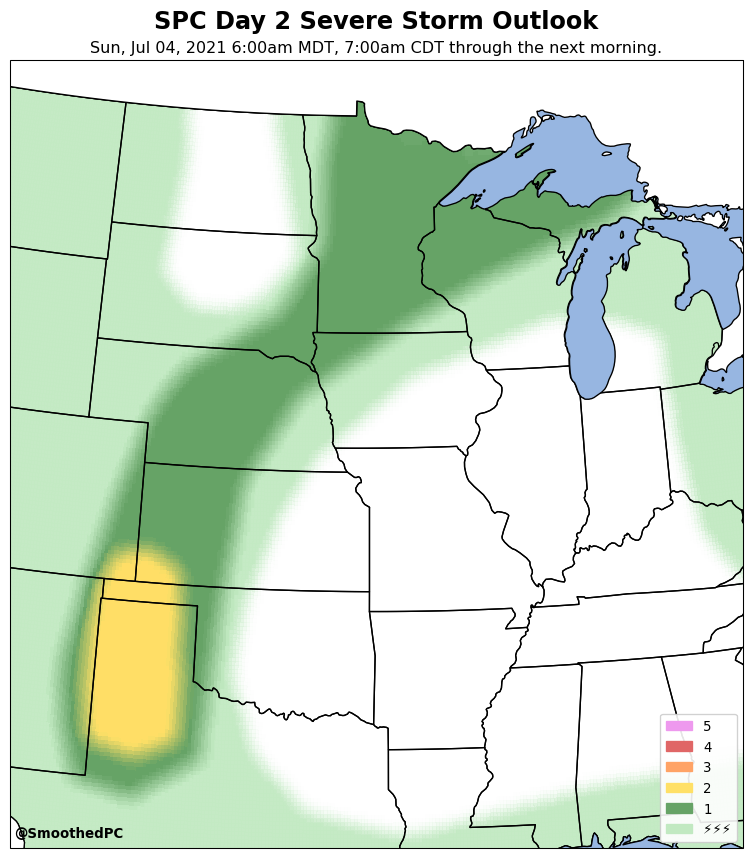 SPC Day 2 Severe Storm Outlook
Sun, Jul 04, 2021 6:00am MDT, 7:00am CDT through the next morning.
5
4
3
2
1
⚡⚡⚡
@SmoothedPC